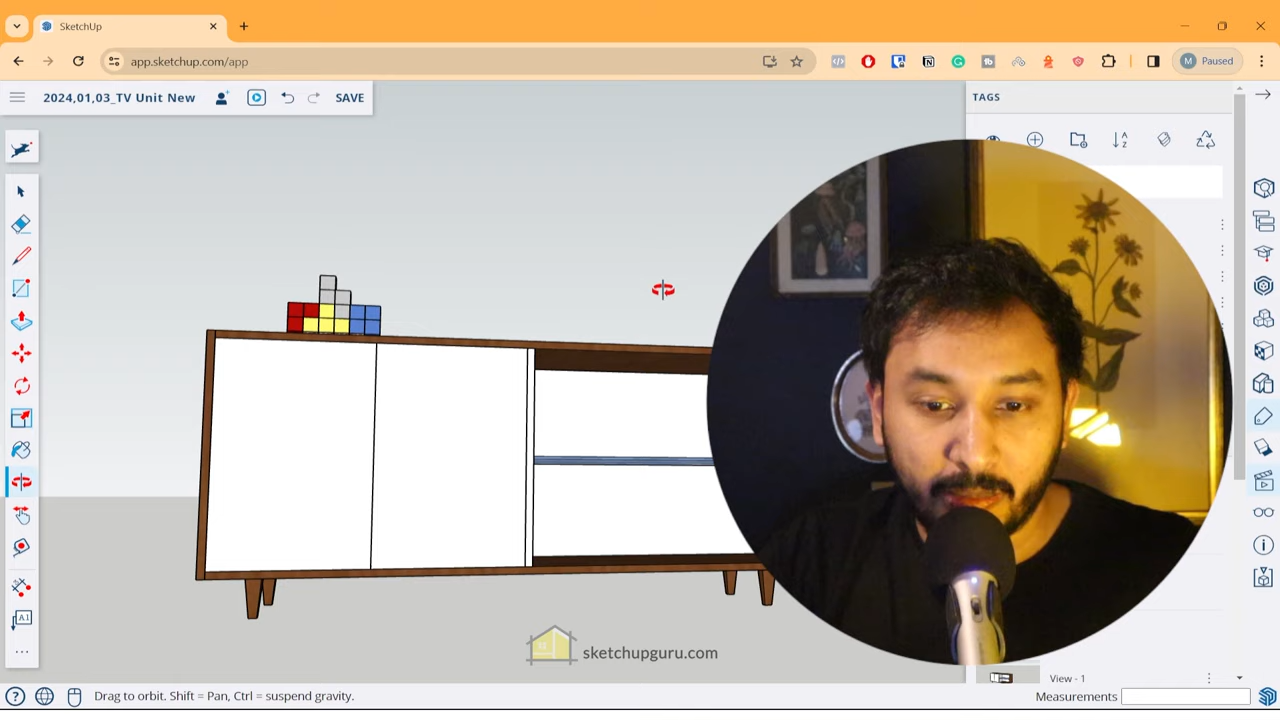 SketchUp
app.sketchup.com/app
M Paused
2024,01,03_TV Unit New
SAVE
TAGS
A
Z
A1
sketchupguru.com
View - 1
Drag to orbit. Shift = Pan, Ctrl = suspend gravity.
Measurements